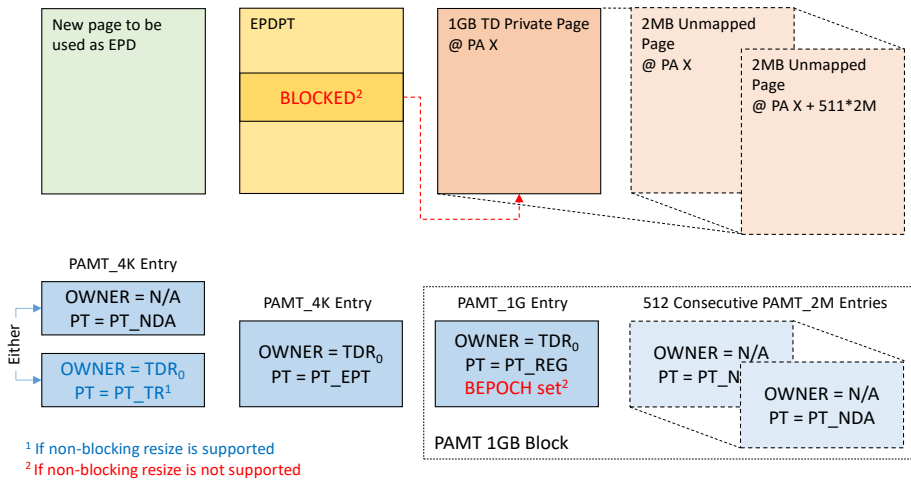 New page to be
used as EPD
EPDPT
BLOCKED²
1GB TD Private Page
@ PA X
2MB Unmapped
Page
@ PA X
2MB Unmapped
Page
@ PA X + 511*2M
PAMT_4K Entry
OWNER = N/A
PT = PT_NDA
Either
OWNER = TDR₀
PT = PT_TR¹
PAMT_4K Entry
OWNER = TDR₀
PT = PT_EPT
PAMT_1G Entry
OWNER = TDR₀
PT = PT_REG
BEPOCH set²
512 Consecutive PAMT_2M Entries
OWNER = N/A
PT = PT_N
OWNER = N/A
PT = PT_NDA
PAMT 1GB Block
¹ If non-blocking resize is supported
² If non-blocking resize is not supported